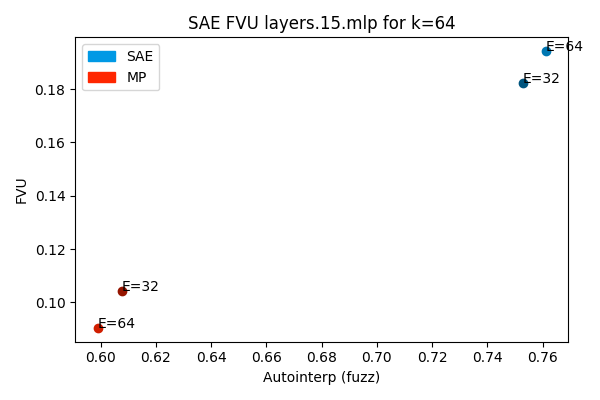 SAE FVU layers.15.mlp for k=64
SAE
MP
E=64
E=32
E=32
E=64
FVU
0.18
0.16
0.14
0.12
0.10
0.60 0.62 0.64 0.66 0.68 0.70 0.72 0.74 0.76
Autointerp (fuzz)